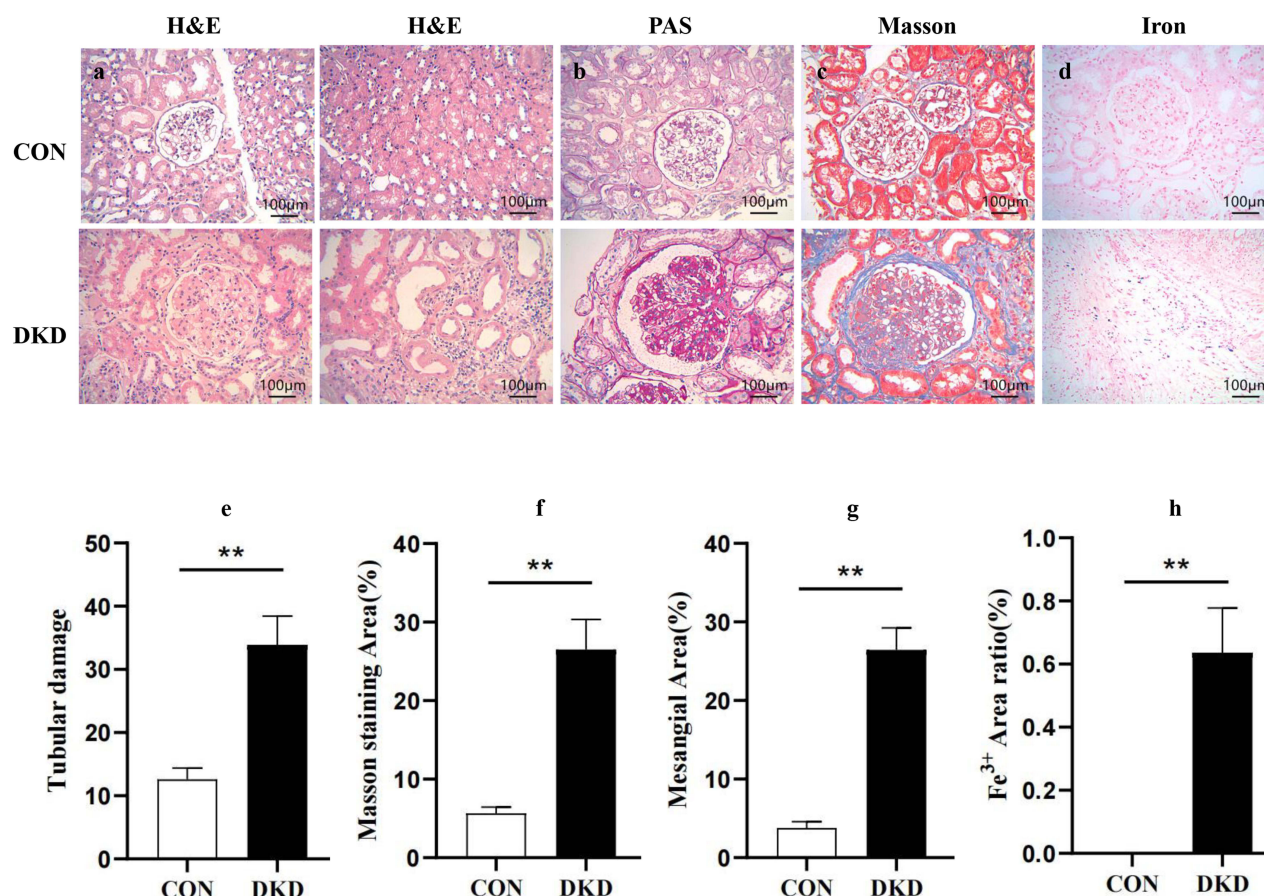 H&E H&E PAS Masson Iron
a b c d
CON
100μm 100μm 100μm 100μm 100μm
DKD
100μm 100μm 100μm 100μm 100μm
e f g h
Tubular damage
50
40
30
20
10
0
**
CON DKD
Masson staining Area(%)
40
30
20
10
0
**
CON DKD
Mesangial Area(%)
40
30
20
10
0
**
CON DKD
Fe³⁺ Area ratio(%)
1.0
0.8
0.6
0.4
0.2
0.0
**
CON DKD